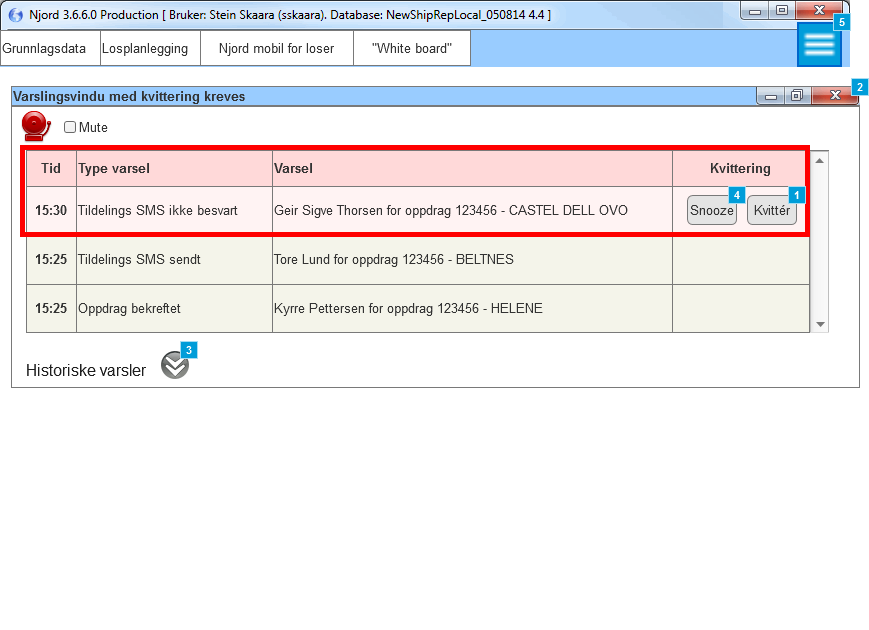 Njord 3.6.6.0 Production [ Bruker: Stein Skaara (sskaara). Database: NewShipRepLocal_050814 4.4 ]
5
Grunnlagsdata Losplanlegging Njord mobil for loser "White board"
2
Varslingsvindu med kvittering kreves
Mute
Tid Type varsel Varsel Kvittering
4 1
15:30 Tildelings SMS ikke besvart Geir Sigve Thorsen for oppdrag 123456 - CASTEL DELL OVO Snooze Kvittér
15:25 Tildelings SMS sendt Tore Lund for oppdrag 123456 - BELTNES
15:25 Oppdrag bekreftet Kyrre Pettersen for oppdrag 123456 - HELENE
3
Historiske varsler